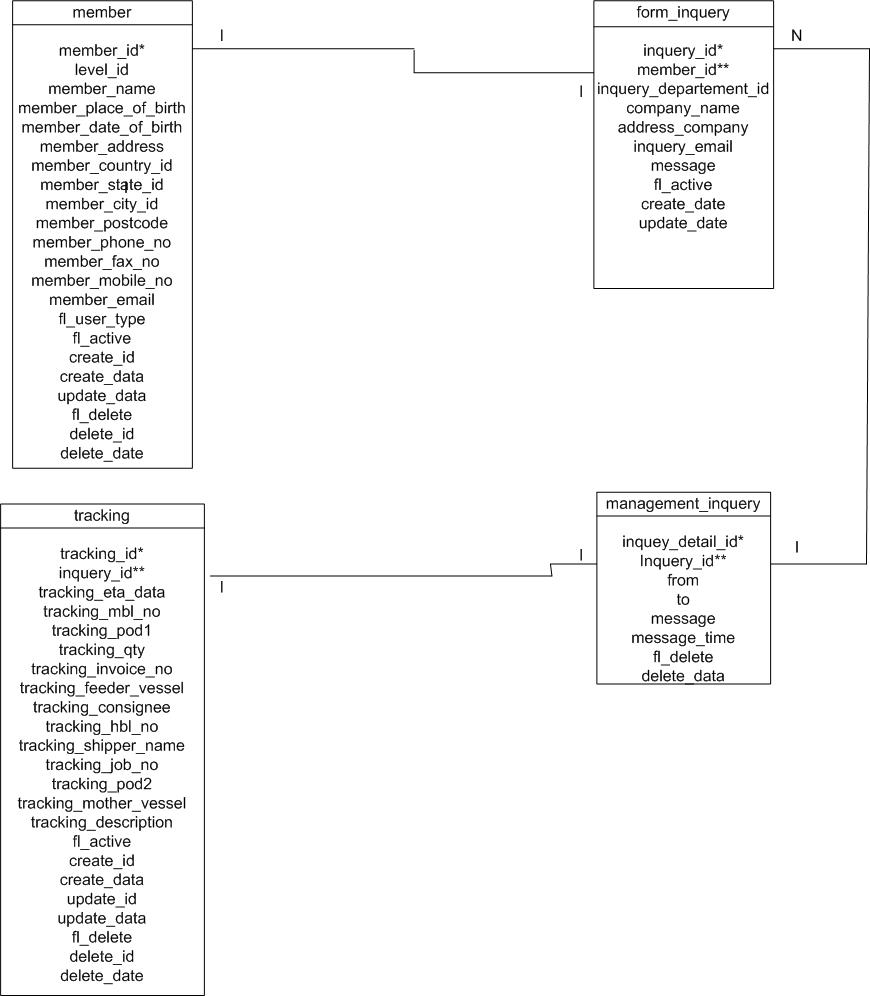 member
member_id*
level_id
member_name
member_place_of_birth
member_date_of_birth
member_address
member_country_id
member_state_id
member_city_id
member_postcode
member_phone_no
member_fax_no
member_mobile_no
member_email
fl_user_type
fl_active
create_id
create_data
update_data
fl_delete
delete_id
delete_date
I
I
form_inquery
inquery_id*
member_id**
inquery_departement_id
company_name
address_company
inquery_email
message
fl_active
create_date
update_date
N
tracking
tracking_id*
inquery_id**
tracking_eta_data
tracking_mbl_no
tracking_pod1
tracking_qty
tracking_invoice_no
tracking_feeder_vessel
tracking_consignee
tracking_hbl_no
tracking_shipper_name
tracking_job_no
tracking_pod2
tracking_mother_vessel
tracking_description
fl_active
create_id
create_data
update_id
update_data
fl_delete
delete_id
delete_date
I
I
management_inquery
inquey_detail_id*
Inquery_id**
from
to
message
message_time
fl_delete
delete_data
I